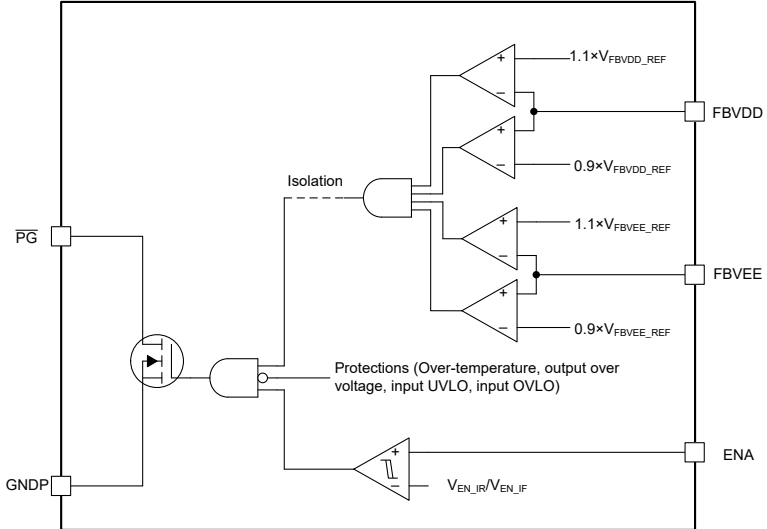 1.1×VFBVDD_REF
FBVDD
0.9×VFBVDD_REF
Isolation
1.1×VFBVEE_REF
PG
FBVEE
0.9×VFBVEE_REF
Protections (Over-temperature, output over
voltage, input UVLO, input OVLO)
ENA
GNDP
VEN_IR/VEN_IF